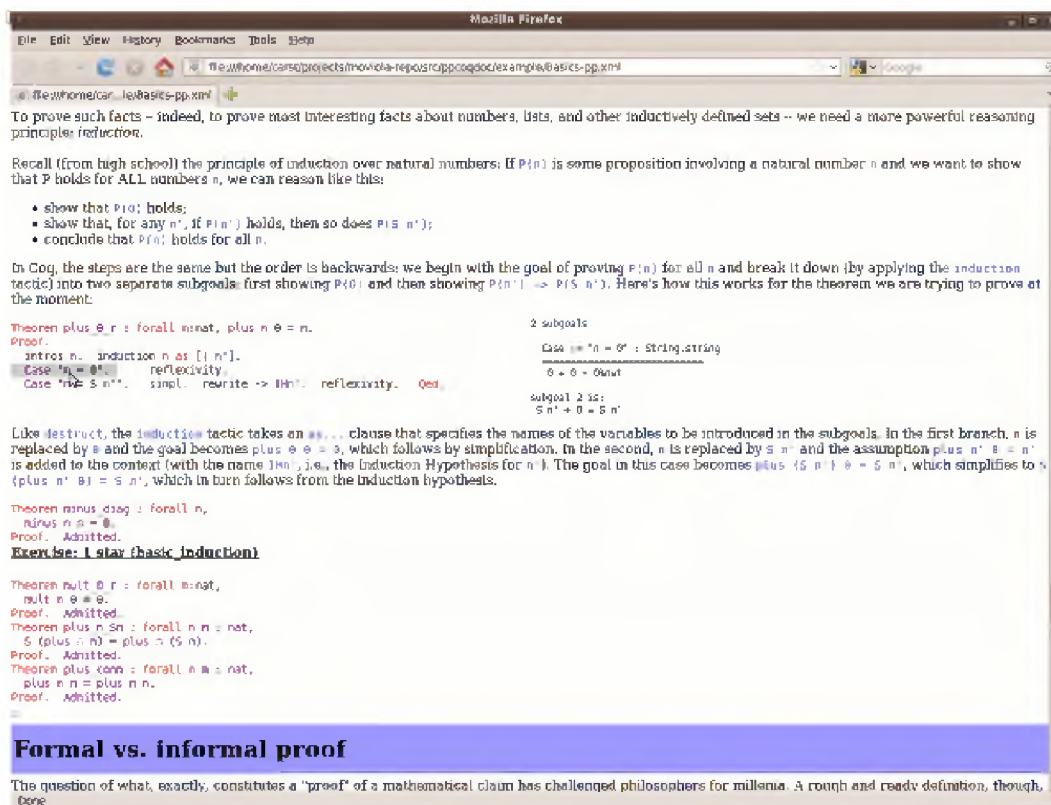 Mozilla Firefox
File Edit View History Bookmarks Tools Help
Google
To prove such facts – indeed, to prove most interesting facts about numbers, lists, and other inductively defined sets -- we need a more powerful reasoning
principle: induction.
Recall (from high school) the principle of induction over natural numbers: If P(n) is some proposition involving a natural number n and we want to show
that P holds for ALL numbers n, we can reason like this:
• show that P(O) holds;
• show that, for any n', if P(n') holds, then so does P(S n');
• conclude that P(n) holds for all n.
In Coq, the steps are the same but the order is backwards: we begin with the goal of proving P(n) for all n and break it down (by applying the induction
tactic) into two separate subgoals: first showing P(0) and then showing P(n') -> P(S n'). Here's how this works for the theorem we are trying to prove at
the moment:
Theorem plus_0_r : forall n:nat, plus n 0 = n.
Proof.
intros n. induction n as [| n'].
Case "n = 0". reflexivity.
Case "n = S n'". simpl. rewrite -> IHn'. reflexivity. Qed.
2 subgoals
Case := "n = 0" : String.string
0 + 0 = 0
subgoal 2 is:
S n' + 0 = S n'
Like destruct, the induction tactic takes an as... clause that specifies the names of the variables to be introduced in the subgoals. In the first branch, n is
replaced by 0 and the goal becomes plus 0 0 = 0, which follows by simplification. In the second, n is replaced by S n' and the assumption plus n' 0 = n'
is added to the context (with the name IHn', i.e., the Induction Hypothesis for n'). The goal in this case becomes plus (S n') 0 = S n', which simplifies to S
(plus n' 0) = S n', which in turn follows from the induction hypothesis.
Theorem minus_diag : forall n,
minus n n = 0.
Proof. Admitted.
Exercise: 1 star (basic_induction)
Theorem mult_0_r : forall n:nat,
mult n 0 = 0.
Proof. Admitted.
Theorem plus_n_Sm : forall n m : nat,
S (plus n m) = plus n (S m).
Proof. Admitted.
Theorem plus_comm : forall n m : nat,
plus n m = plus m n.
Proof. Admitted.
Formal vs. informal proof
The question of what, exactly, constitutes a "proof" of a mathematical claim has challenged philosophers for millenia. A rough and ready definition, though,
Done